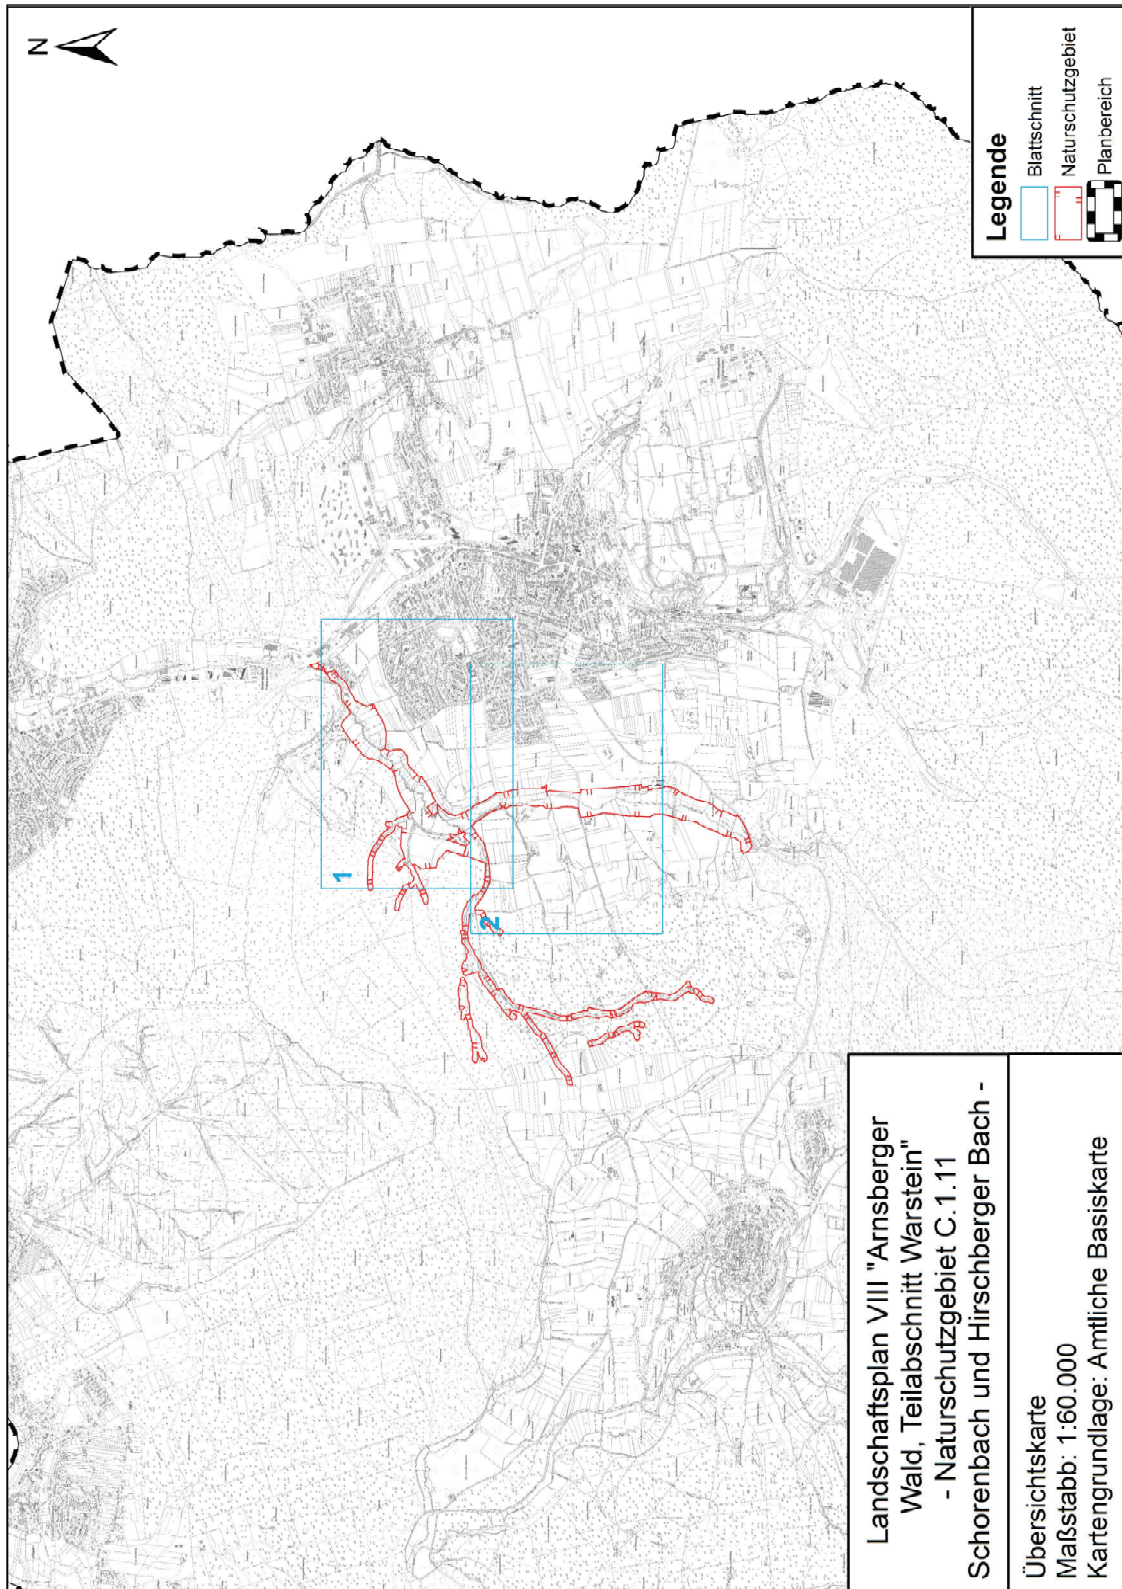 N
Legende
Blattschnitt
Naturschutzgebiet
Planbereich
1
2
Landschaftsplan VIII "Arnsberger
Wald, Teilabschnitt Warstein"
- Naturschutzgebiet C.1.11
Schorenbach und Hirschberger Bach -
Übersichtskarte
Maßstabb: 1:60.000
Kartengrundlage: Amtliche Basiskarte